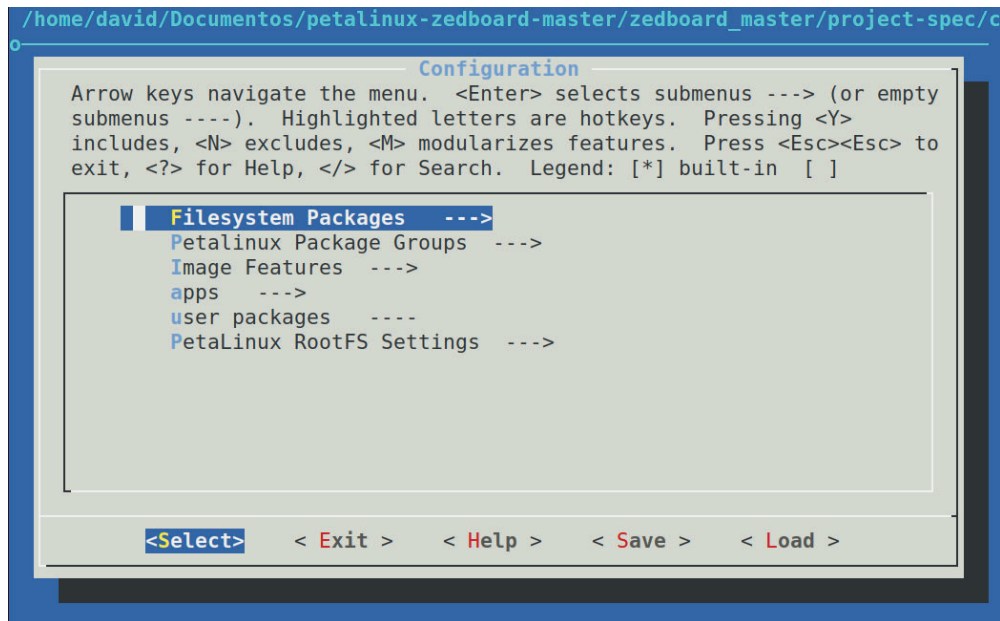 /home/david/Documentos/petalinux-zedboard-master/zedboard_master/project-spec/c
Configuration
Arrow keys navigate the menu.  <Enter> selects submenus ---> (or empty
submenus ----).  Highlighted letters are hotkeys.  Pressing <Y>
includes, <N> excludes, <M> modularizes features.  Press <Esc><Esc> to
exit, <?> for Help, </> for Search.  Legend: [*] built-in  [ ]
Filesystem Packages   --->
Petalinux Package Groups  --->
Image Features  --->
apps   --->
user packages   ----
PetaLinux RootFS Settings  --->
<Select>    < Exit >    < Help >    < Save >    < Load >